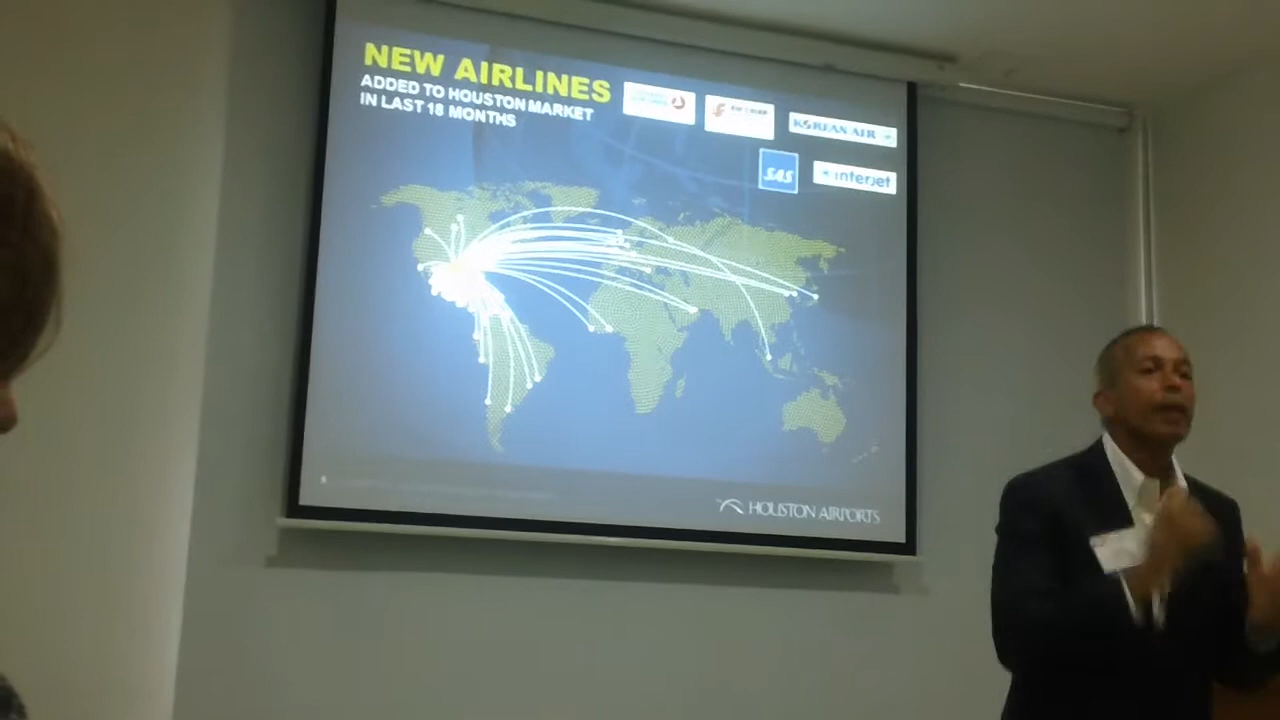 NEW AIRLINES
ADDED TO HOUSTON MARKET
IN LAST 18 MONTHS
KOREAN AIR
SAS
interjet
HOUSTON AIRPORTS